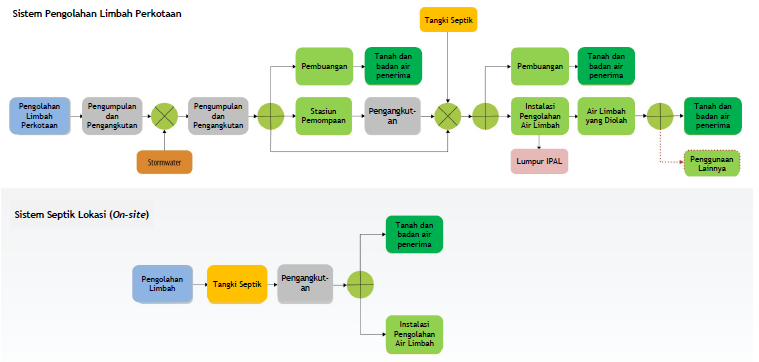 Sistem Pengolahan Limbah Perkotaan
Tangki Septik
Pembuangan
Tanah dan
badan air
penerima
Pembuangan
Tanah dan
badan air
penerima
Pengolahan
Limbah
Perkotaan
Pengumpulan
dan
Pengangkutan
Pengumpulan
dan
Pengangkutan
Stasiun
Pemompaan
Pengangkut-
an
Instalasi
Pengolahan
Air Limbah
Air Limbah
yang Diolah
Tanah dan
badan air
penerima
Stormwater
Lumpur IPAL
Penggunaan
Lainnya
Sistem Septik Lokasi (On-site)
Tanah dan
badan air
penerima
Pengolahan
Limbah
Tangki Septik
Pengangkut-
an
Instalasi
Pengolahan
Air Limbah